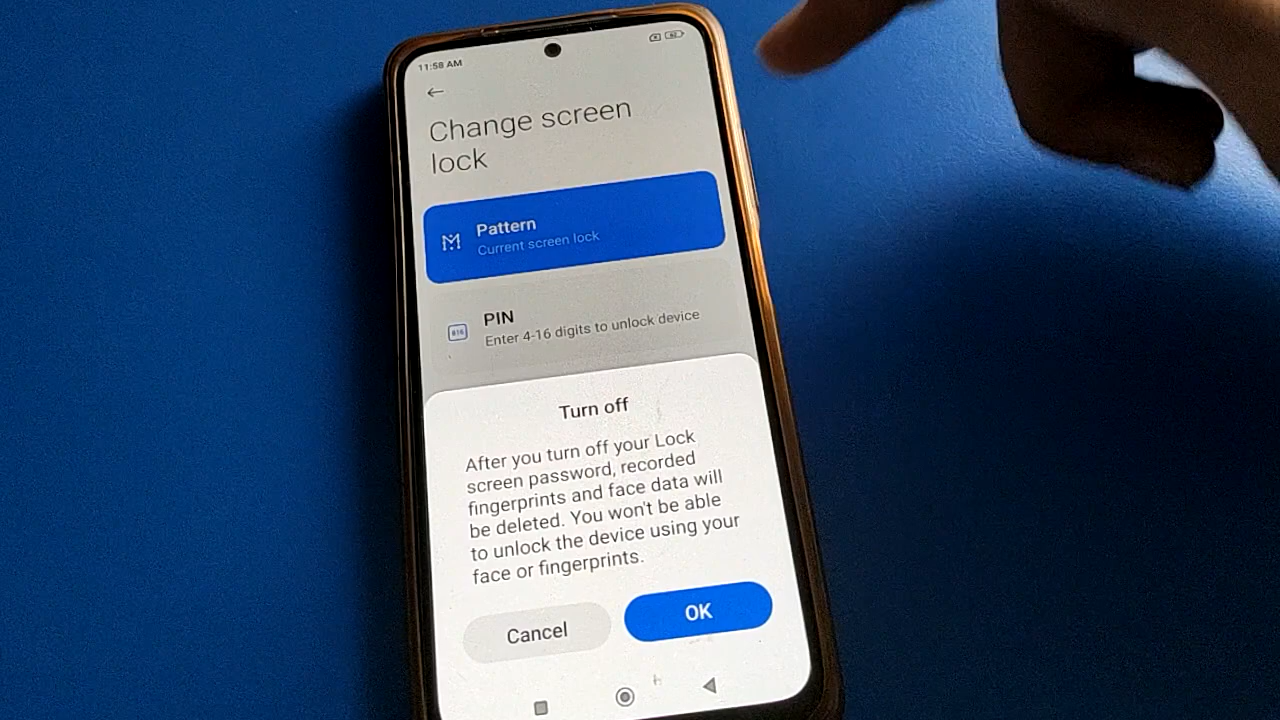 11:58 AM
Change screen
lock
Pattern
Current screen lock
PIN
Enter 4-16 digits to unlock device
Turn off
After you turn off your Lock
screen password, recorded
fingerprints and face data will
be deleted. You won't be able
to unlock the device using your
face or fingerprints.
Cancel
OK